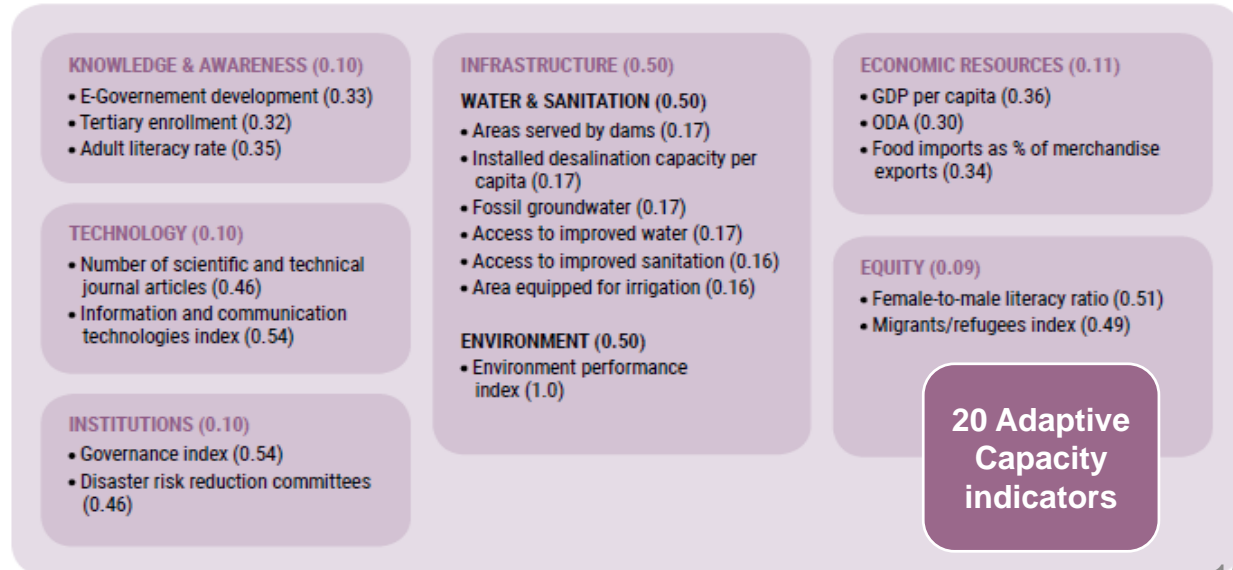 KNOWLEDGE & AWARENESS (0.10)
• E-Governement development (0.33)
• Tertiary enrollment (0.32)
• Adult literacy rate (0.35)
TECHNOLOGY (0.10)
• Number of scientific and technical
journal articles (0.46)
• Information and communication
technologies index (0.54)
INSTITUTIONS (0.10)
• Governance index (0.54)
• Disaster risk reduction committees
(0.46)
INFRASTRUCTURE (0.50)
WATER & SANITATION (0.50)
• Areas served by dams (0.17)
• Installed desalination capacity per
capita (0.17)
• Fossil groundwater (0.17)
• Access to improved water (0.17)
• Access to improved sanitation (0.16)
• Area equipped for irrigation (0.16)
ENVIRONMENT (0.50)
• Environment performance
index (1.0)
ECONOMIC RESOURCES (0.11)
• GDP per capita (0.36)
• ODA (0.30)
• Food imports as % of merchandise
exports (0.34)
EQUITY (0.09)
• Female-to-male literacy ratio (0.51)
• Migrants/refugees index (0.49)
20 Adaptive
Capacity
indicators